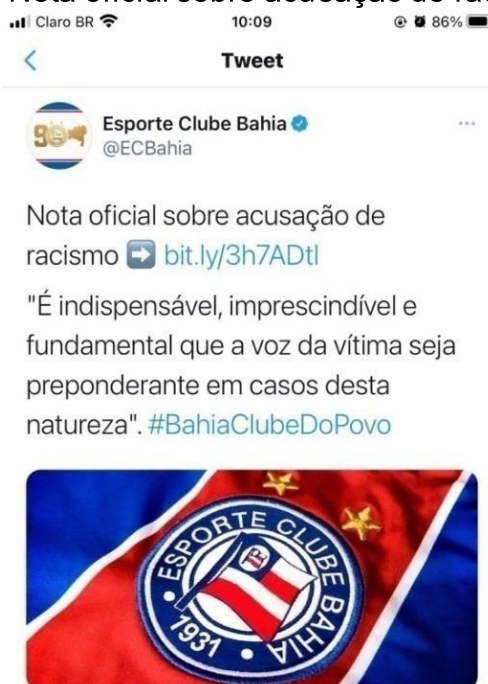 Claro BR
10:09
86%
Tweet
Esporte Clube Bahia
@ECBahia
Nota oficial sobre acusação de
racismo ➡️ bit.ly/3h7ADtl
"É indispensável, imprescindível e
fundamental que a voz da vítima seja
preponderante em casos desta
natureza". #BahiaClubeDoPovo
ESPORTE CLUBE BAHIA
1931